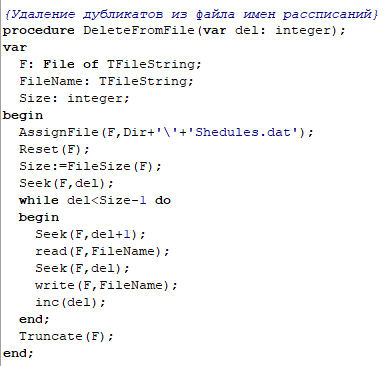 {Удаление дубликатов из файла имен рассписаний}
procedure DeleteFromFile(var del: integer);
var
  F: File of TFileString;
  FileName: TFileString;
  Size: integer;
begin
  AssignFile(F,Dir+'\'+'Shedules.dat');
  Reset(F);
  Size:=FileSize(F);
  Seek(F,del);
  while del<Size-1 do
  begin
    Seek(F,del+1);
    read(F,FileName);
    Seek(F,del);
    write(F,FileName);
    inc(del);
  end;
  Truncate(F);
end;